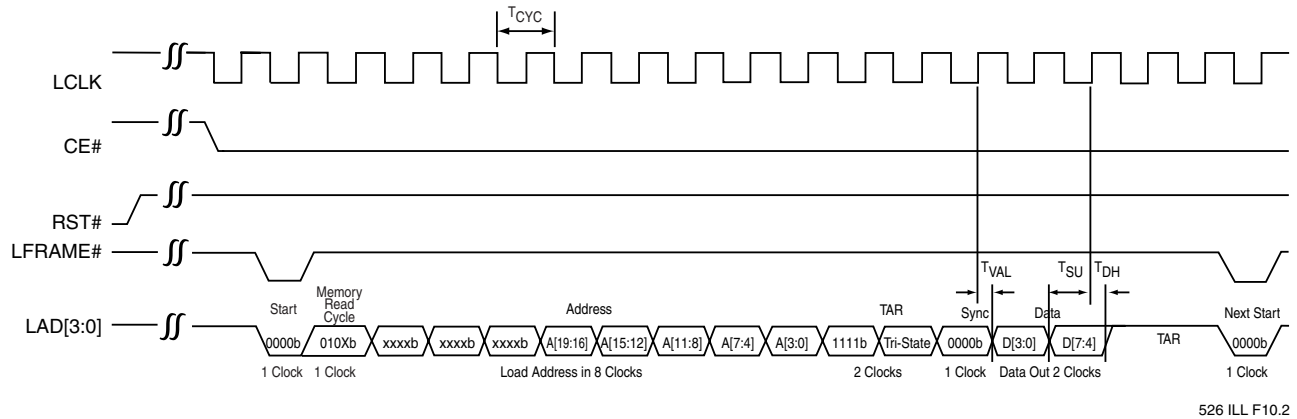 TCYC
LCLK
CE#
RST#
LFRAME#
TVAL
TSU
TDH
Start
Memory
Read
Cycle
Address
TAR
Sync
Data
Next Start
LAD[3:0]
0000b
010Xb
xxxxb
xxxxb
xxxxb
A[19:16]
A[15:12]
A[11:8]
A[7:4]
A[3:0]
1111b
Tri-State
0000b
D[3:0]
D[7:4]
TAR
0000b
1 Clock
1 Clock
Load Address in 8 Clocks
2 Clocks
1 Clock
Data Out 2 Clocks
1 Clock
526 ILL F10.2